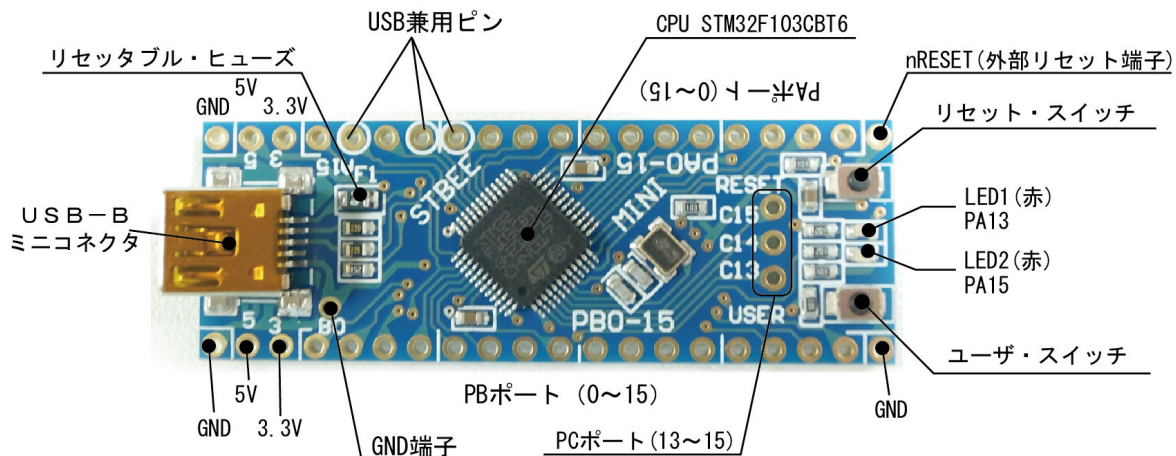 USB兼用ピン
CPU STM32F103CBT6
リセッタブル・ヒューズ
nRESET(外部リセット端子)
5V
GND
3.3V
PAポート(0～15)
リセット・スイッチ
5
3
A15
F1
STBEE
MINI
PA0-15
RESET
C15
C14
C13
USER
LED1(赤)
PA13
LED2(赤)
PA15
USB－B
ミニコネクタ
5
3
B0
PB0-15
ユーザ・スイッチ
5V
GND
3.3V
PBポート (0～15)
GND
GND端子
PCポート(13～15)